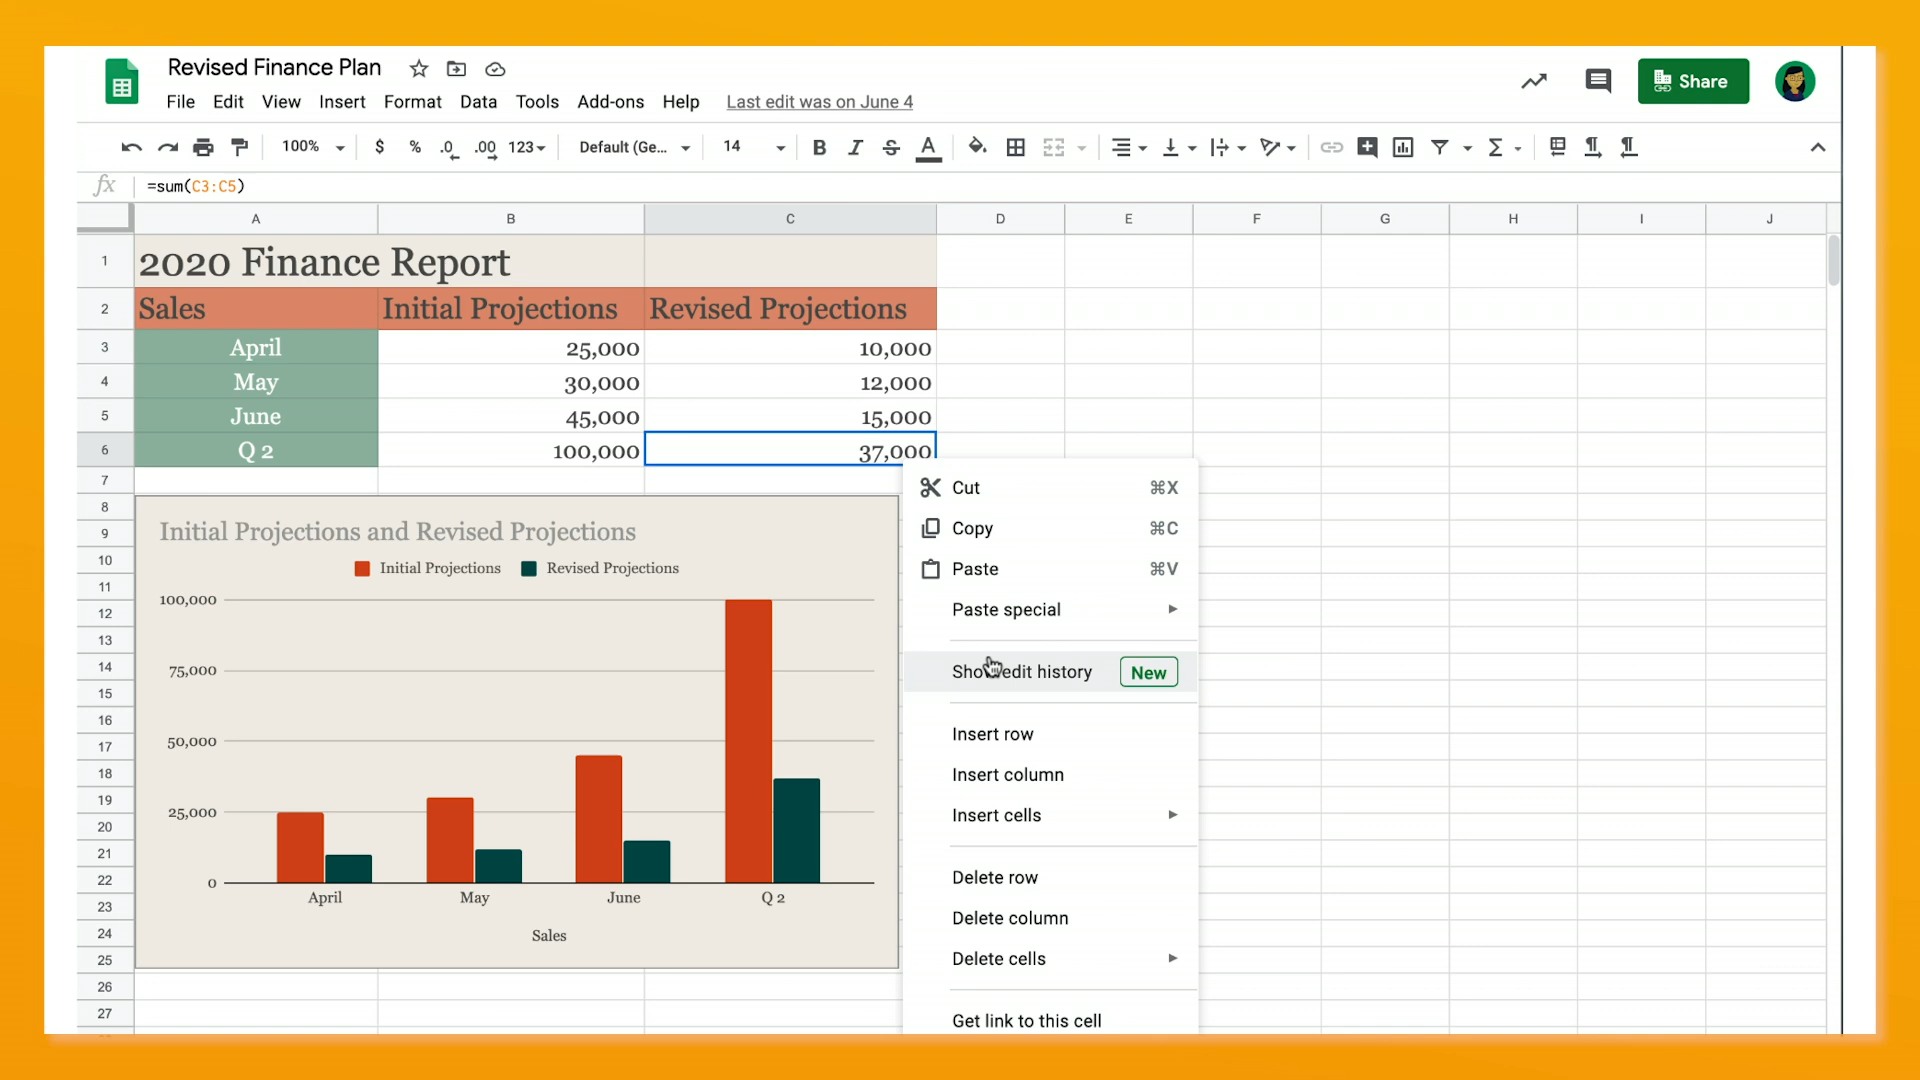 Revised Finance Plan
File Edit View Insert Format Data Tools Add-ons Help Last edit was on June 4
Share
100% $ % .0 .00 123 Default (Ge... 14 B I S A
fx =sum(C3:C5)
A B C D E F G H I J
1 2020 Finance Report
2 Sales Initial Projections Revised Projections
3 April 25,000 10,000
4 May 30,000 12,000
5 June 45,000 15,000
6 Q 2 100,000 37,000
7
8
9
10
11
12
13
14
15
16
17
18
19
20
21
22
23
24
25
26
27
Initial Projections and Revised Projections
Initial Projections Revised Projections
100,000
75,000
50,000
25,000
0
April May June Q 2
Sales
Cut ⌘X
Copy ⌘C
Paste ⌘V
Paste special
Show edit history New
Insert row
Insert column
Insert cells
Delete row
Delete column
Delete cells
Get link to this cell